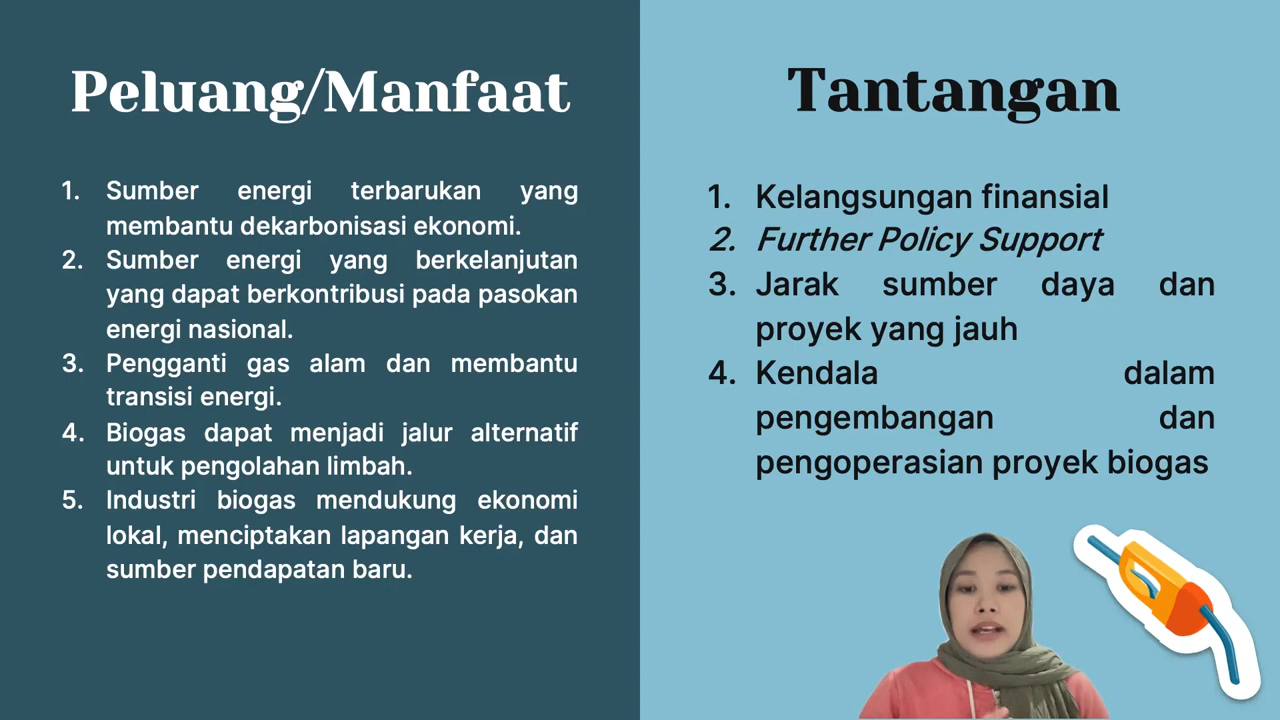 Peluang/Manfaat
1. Sumber energi terbarukan yang
membantu dekarbonisasi ekonomi.
2. Sumber energi yang berkelanjutan
yang dapat berkontribusi pada pasokan
energi nasional.
3. Pengganti gas alam dan membantu
transisi energi.
4. Biogas dapat menjadi jalur alternatif
untuk pengolahan limbah.
5. Industri biogas mendukung ekonomi
lokal, menciptakan lapangan kerja, dan
sumber pendapatan baru.
Tantangan
1. Kelangsungan finansial
2. Further Policy Support
3. Jarak sumber daya dan
proyek yang jauh
4. Kendala dalam
pengembangan dan
pengoperasian proyek biogas